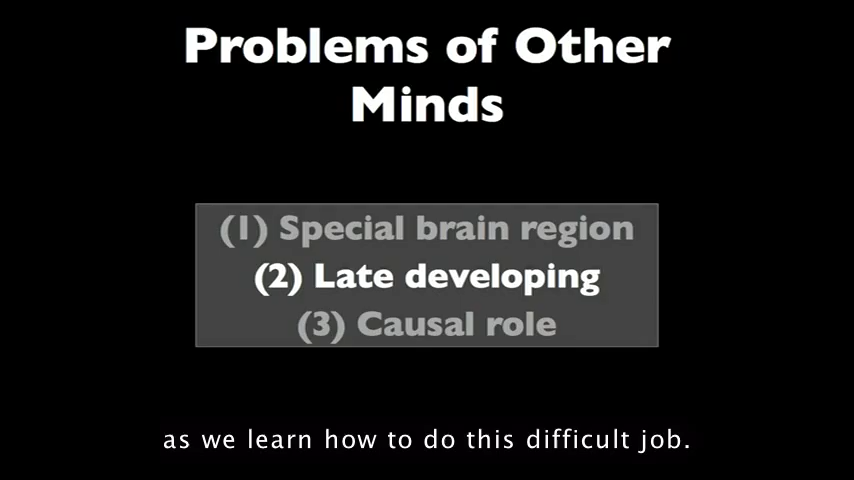 Problems of Other
Minds
(1) Special brain region
(2) Late developing
(3) Causal role
as we learn how to do this difficult job.